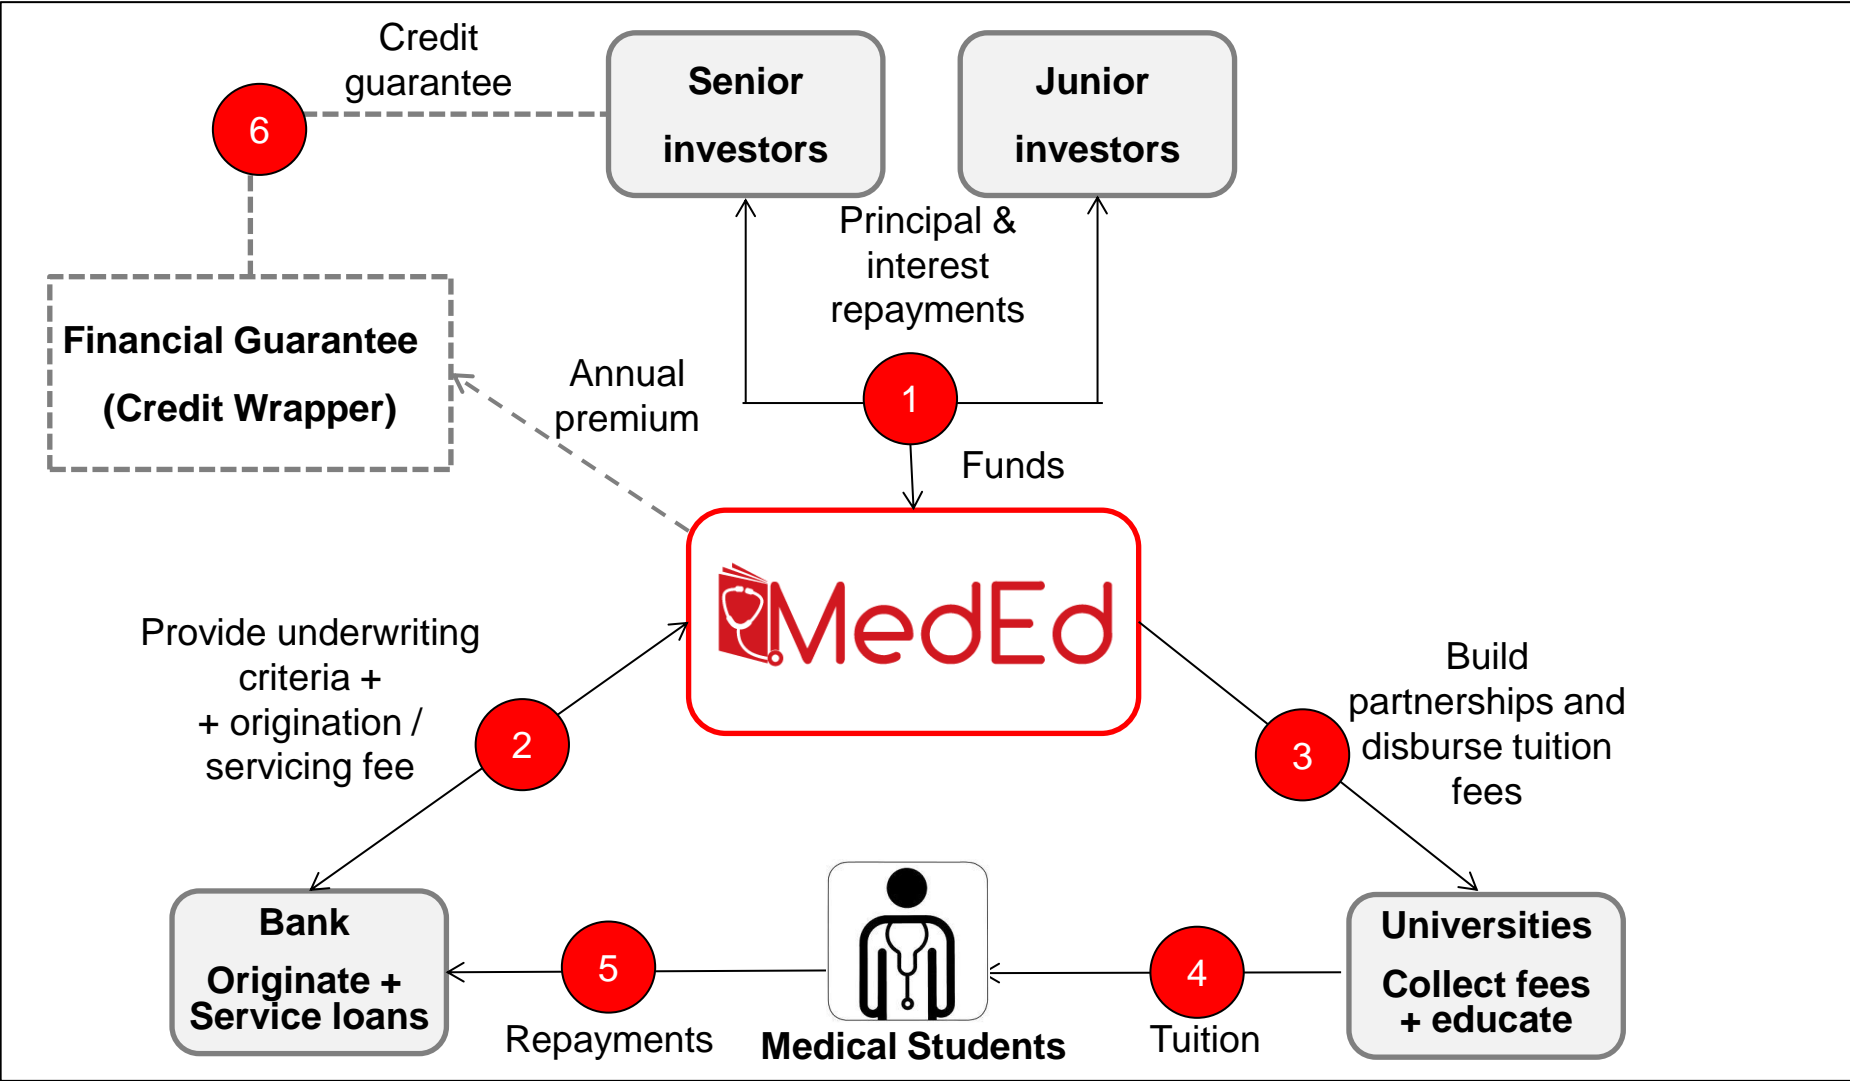 Credit
guarantee
6
Senior
investors
Junior
investors
Principal &
interest
repayments
Financial Guarantee
(Credit Wrapper)
Annual
premium
1
Funds
MedEd
Provide underwriting
criteria +
+ origination /
servicing fee
2
Build
partnerships and
disburse tuition
fees
3
Bank
Originate +
Service loans
5
Repayments
Medical Students
4
Tuition
Universities
Collect fees
+ educate